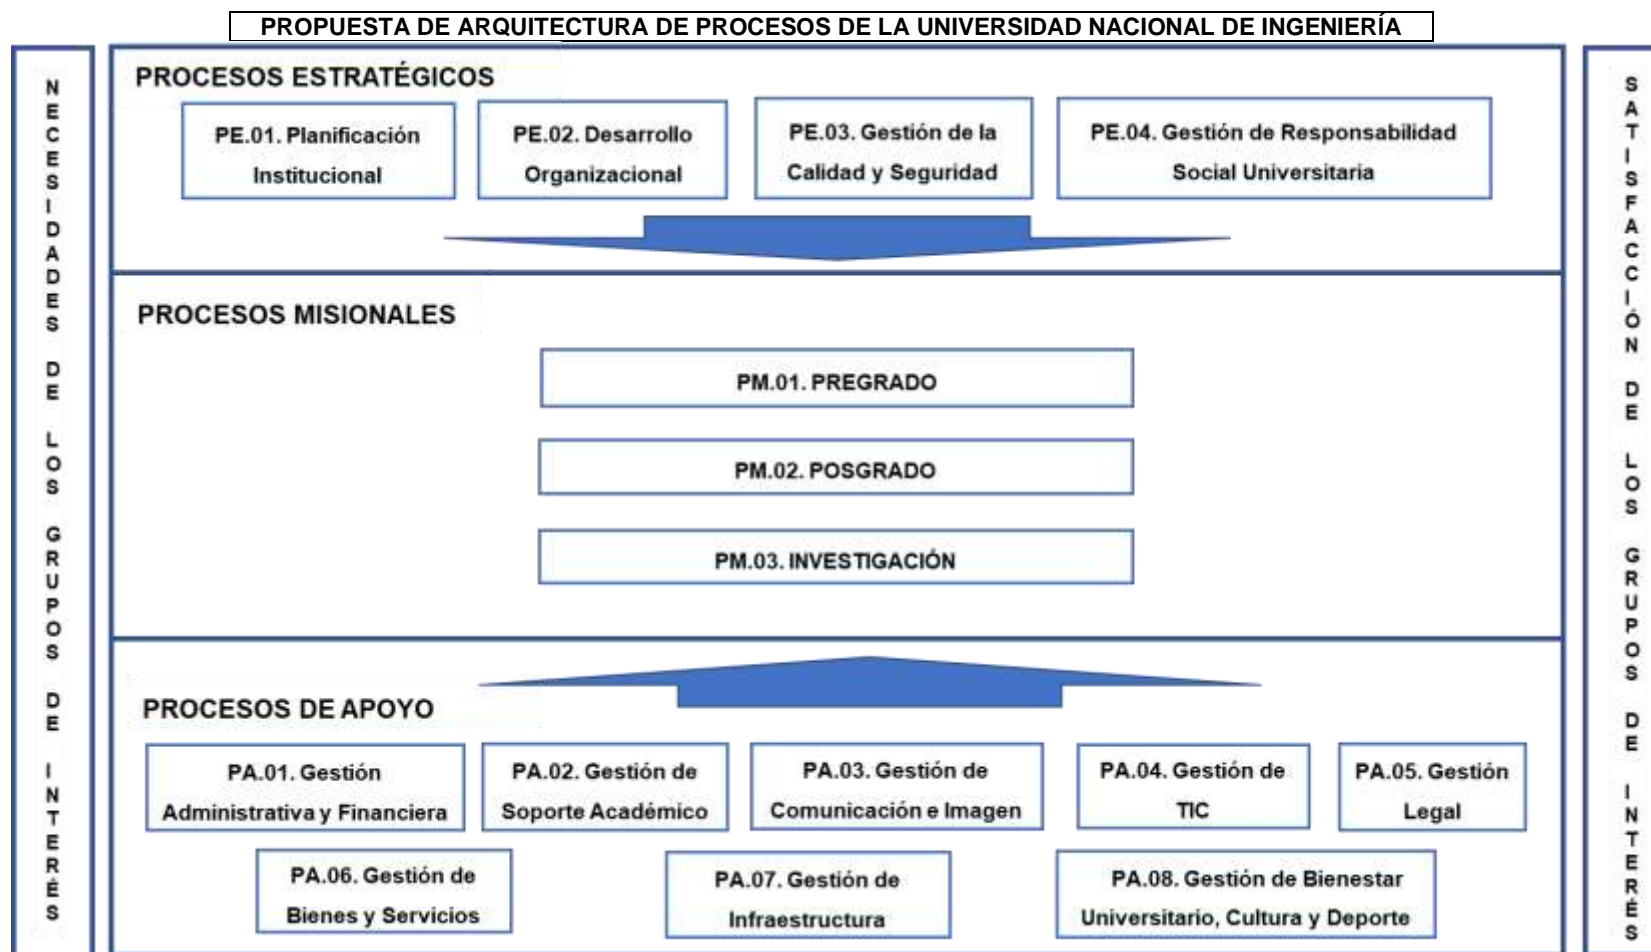 PROPUESTA DE ARQUITECTURA DE PROCESOS DE LA UNIVERSIDAD NACIONAL DE INGENIERÍA
NECESIDADES DE LOS GRUPOS DE INTERÉS
PROCESOS ESTRATÉGICOS
PE.01. Planificación
Institucional
PE.02. Desarrollo
Organizacional
PE.03. Gestión de la
Calidad y Seguridad
PE.04. Gestión de Responsabilidad
Social Universitaria
PROCESOS MISIONALES
PM.01. PREGRADO
PM.02. POSGRADO
PM.03. INVESTIGACIÓN
PROCESOS DE APOYO
PA.01. Gestión
Administrativa y Financiera
PA.02. Gestión de
Soporte Académico
PA.03. Gestión de
Comunicación e Imagen
PA.04. Gestión de
TIC
PA.05. Gestión
Legal
PA.06. Gestión de
Bienes y Servicios
PA.07. Gestión de
Infraestructura
PA.08. Gestión de Bienestar
Universitario, Cultura y Deporte
SATISFACCIÓN DE LOS GRUPOS DE INTERÉS